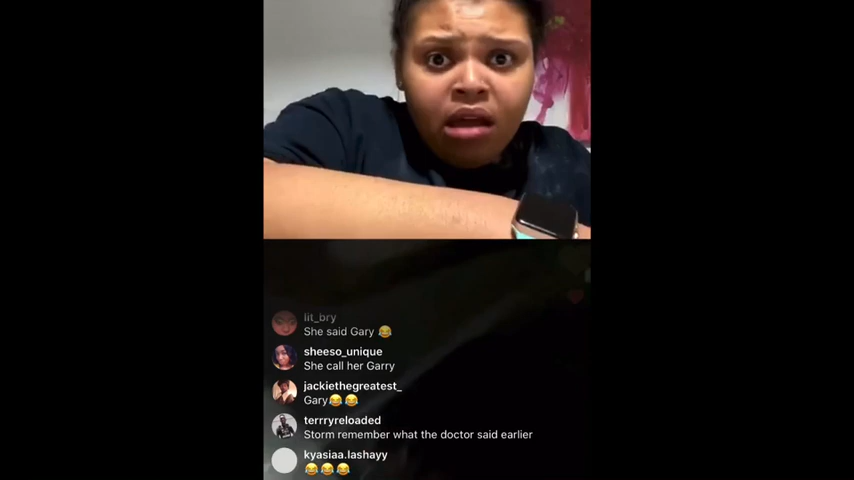 lit_bry
She said Gary 😂
sheeso_unique
She call her Garry
jackiethegreatest_
Gary😂😂
terrryreloaded
Storm remember what the doctor said earlier
kyasiaa.lashayy
😂😂😂